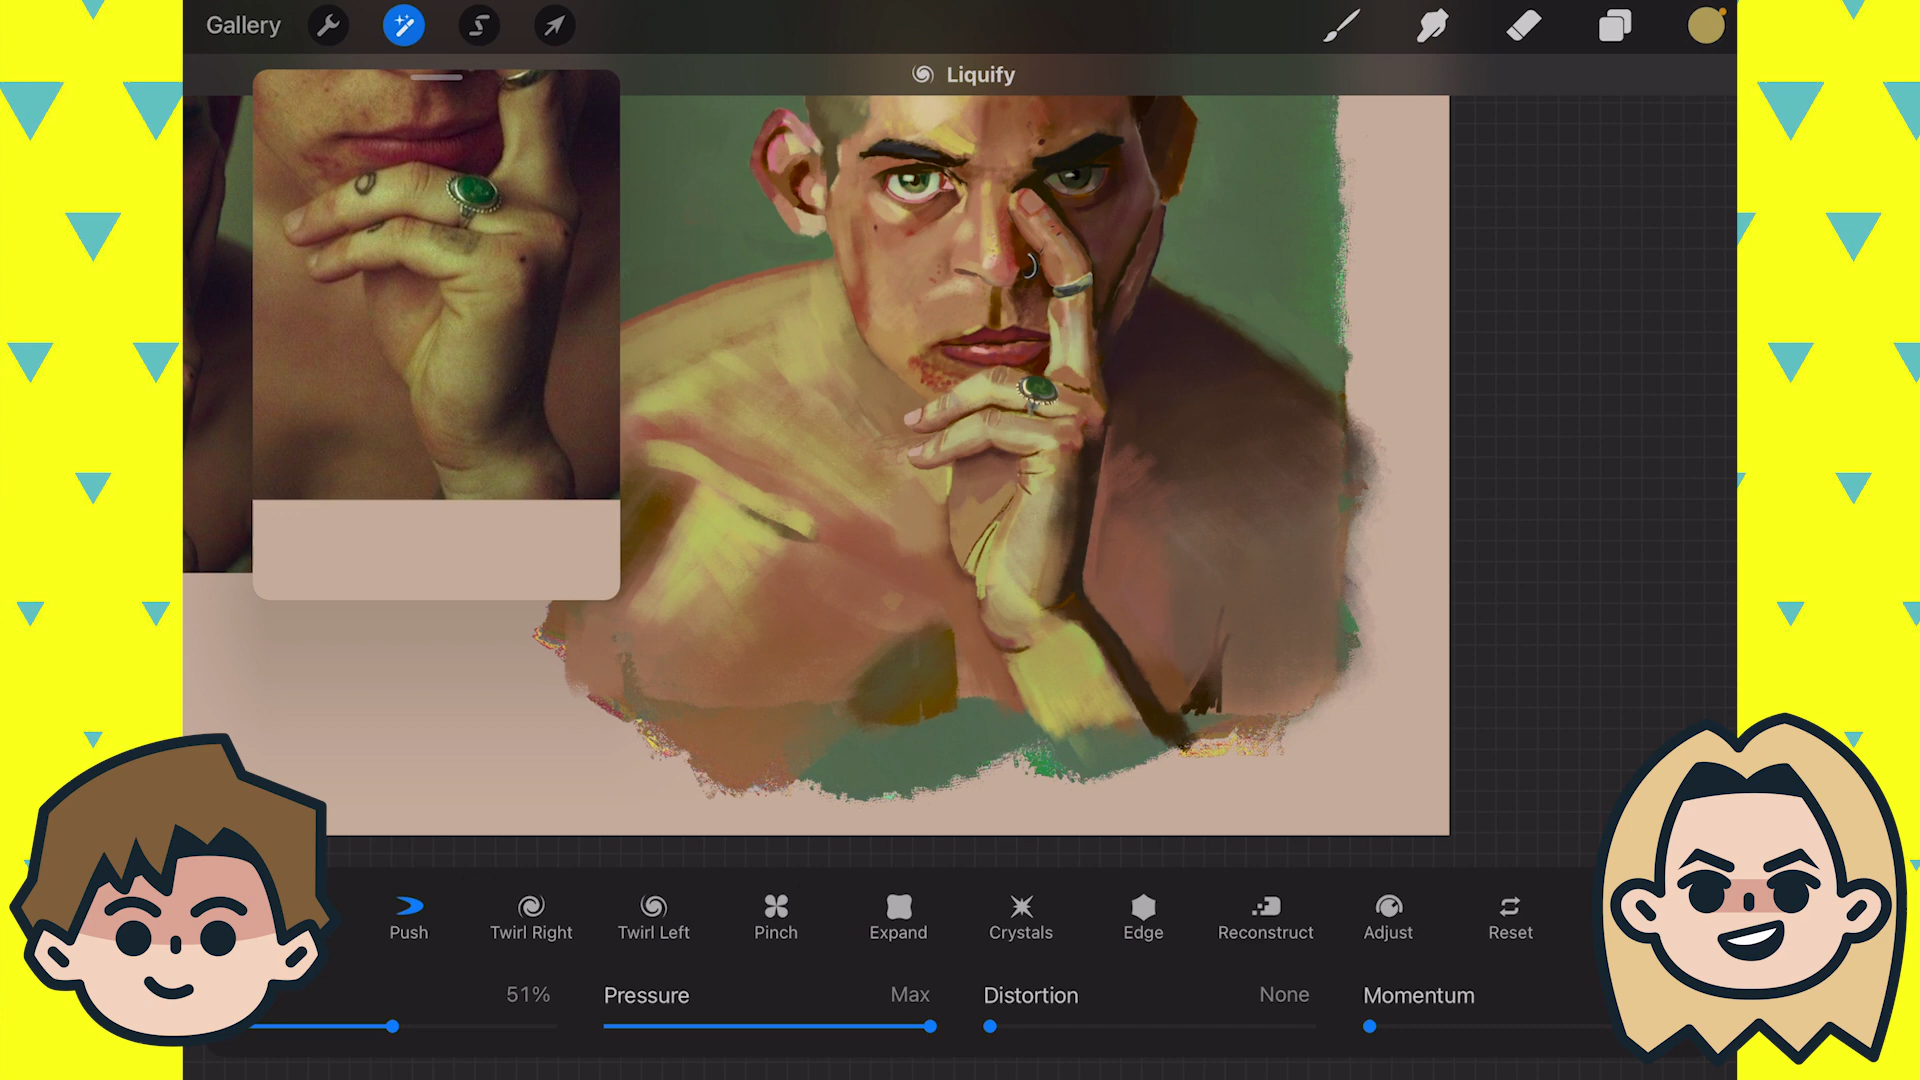 Gallery
Liquify
Push
Twirl Right
Twirl Left
Pinch
Expand
Crystals
Edge
Reconstruct
Adjust
Reset
51%
Pressure
Max
Distortion
None
Momentum